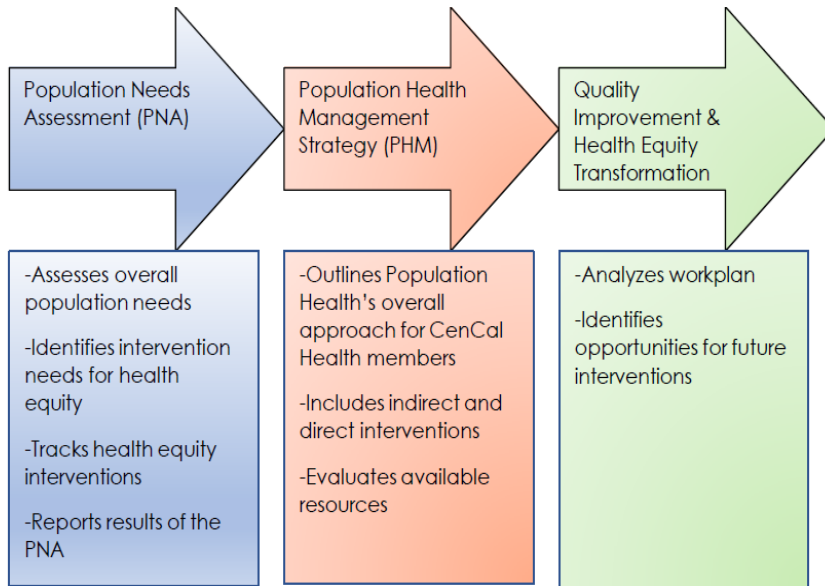 Population Needs
Assessment (PNA)
Population Health
Management
Strategy (PHM)
Quality
Improvement &
Health Equity
Transformation
-Assesses overall
population needs
-Identifies intervention
needs for health
equity
-Tracks health equity
interventions
-Reports results of the
PNA
-Outlines Population
Health’s overall
approach for CenCal
Health members
-Includes indirect and
direct interventions
-Evaluates available
resources
-Analyzes workplan
-Identifies
opportunities for future
interventions